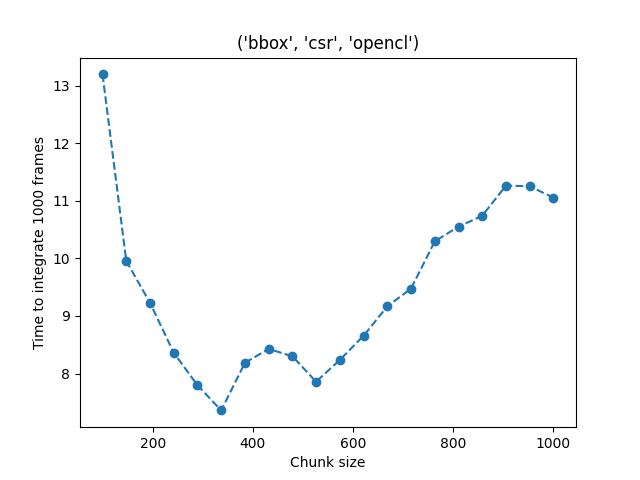 ('bbox', 'csr', 'opencl')
Time to integrate 1000 frames
13
12
11
10
9
8
200 400 600 800 1000
Chunk size